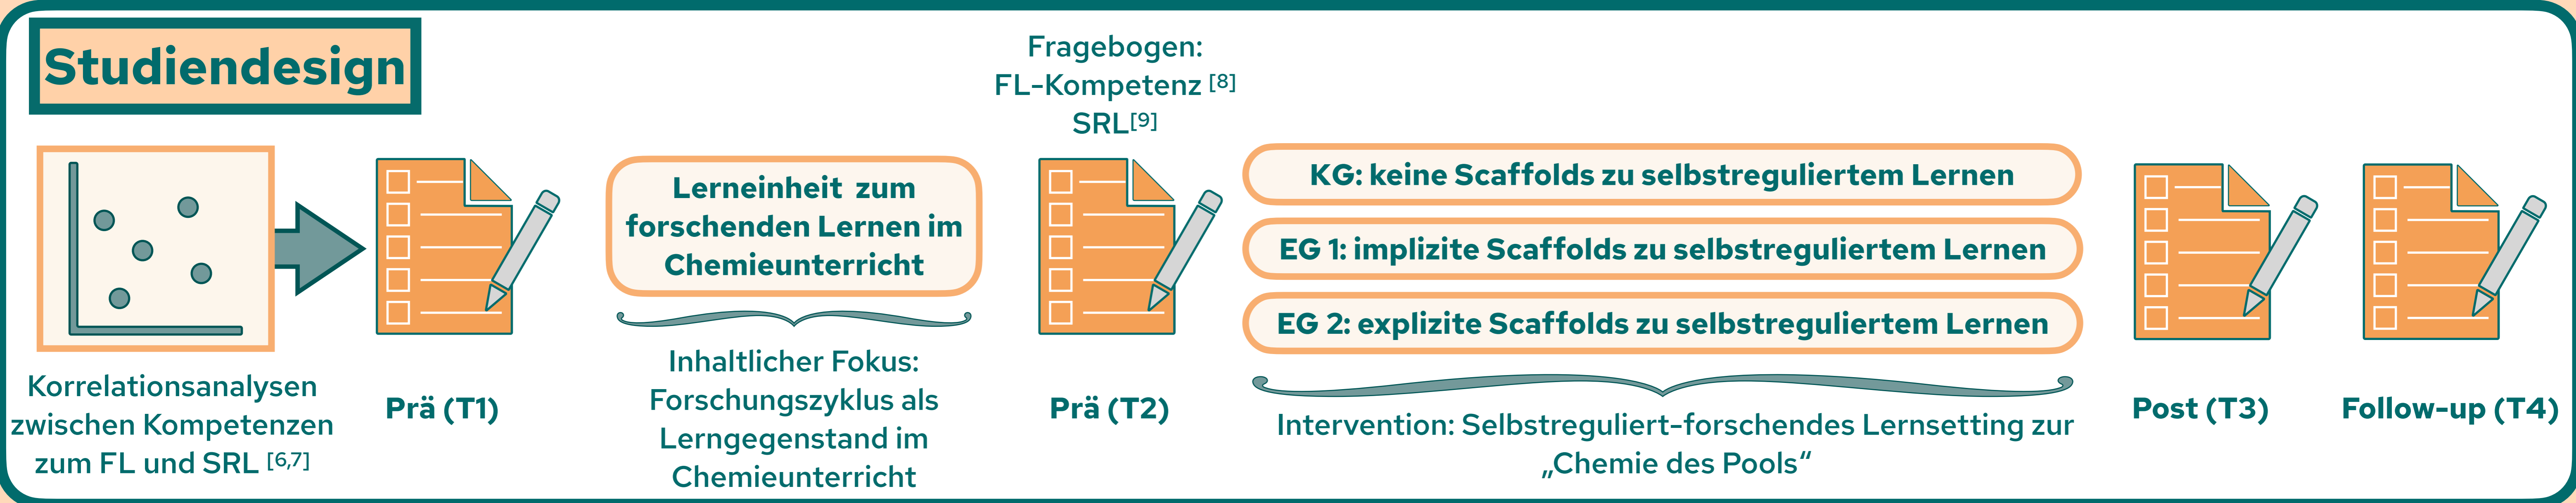 Studiendesign
Korrelationsanalysen
zwischen Kompetenzen
zum FL und SRL [6,7]
Prä (T1)
Lerneinheit zum
forschenden Lernen im
Chemieunterricht
Inhaltlicher Fokus:
Forschungszyklus als
Lerngegenstand im
Chemieunterricht
Fragebogen:
FL-Kompetenz [8]
SRL[9]
Prä (T2)
KG: keine Scaffolds zu selbstreguliertem Lernen
EG 1: implizite Scaffolds zu selbstreguliertem Lernen
EG 2: explizite Scaffolds zu selbstreguliertem Lernen
Intervention: Selbstreguliert-forschendes Lernsetting zur
„Chemie des Pools“
Post (T3)
Follow-up (T4)